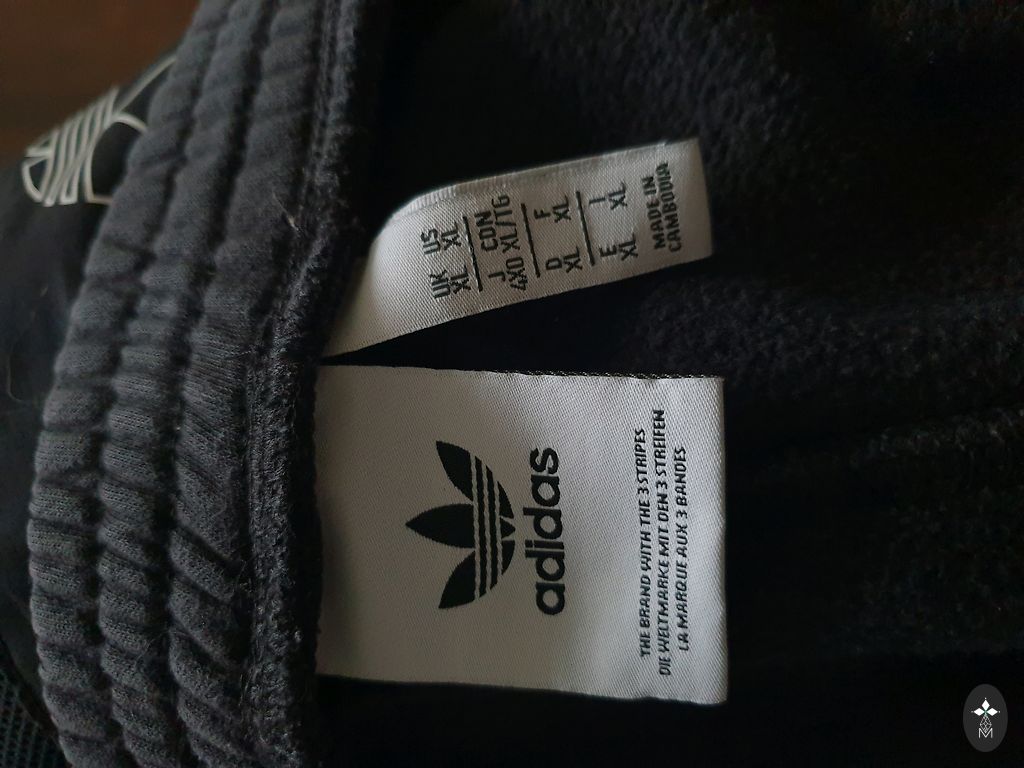 UK US
XL XL
J CDN
4XO XL/TG
D F
XL XL
E I
XL XL
MADE IN
CAMBODIA
adidas
THE BRAND WITH THE 3 STRIPES
DIE WELTMARKE MIT DEN 3 STREIFEN
LA MARQUE AUX 3 BANDES
M